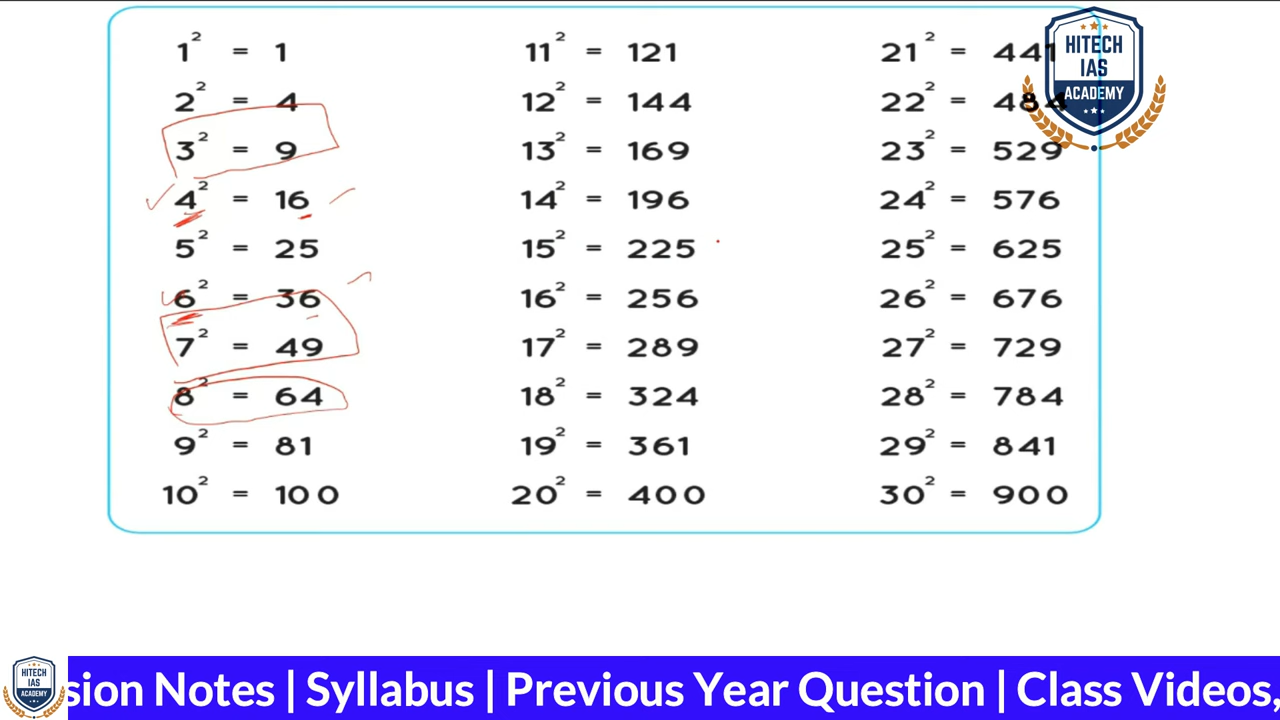 1² = 1
2² = 4
3² = 9
4² = 16
5² = 25
6² = 36
7² = 49
8² = 64
9² = 81
10² = 100
11² = 121
12² = 144
13² = 169
14² = 196
15² = 225
16² = 256
17² = 289
18² = 324
19² = 361
20² = 400
21² = 441
22² = 484
23² = 529
24² = 576
25² = 625
26² = 676
27² = 729
28² = 784
29² = 841
30² = 900
HITECH
IAS
ACADEMY
HITECH
IAS
ACADEMY
sion Notes | Syllabus | Previous Year Question | Class Videos,